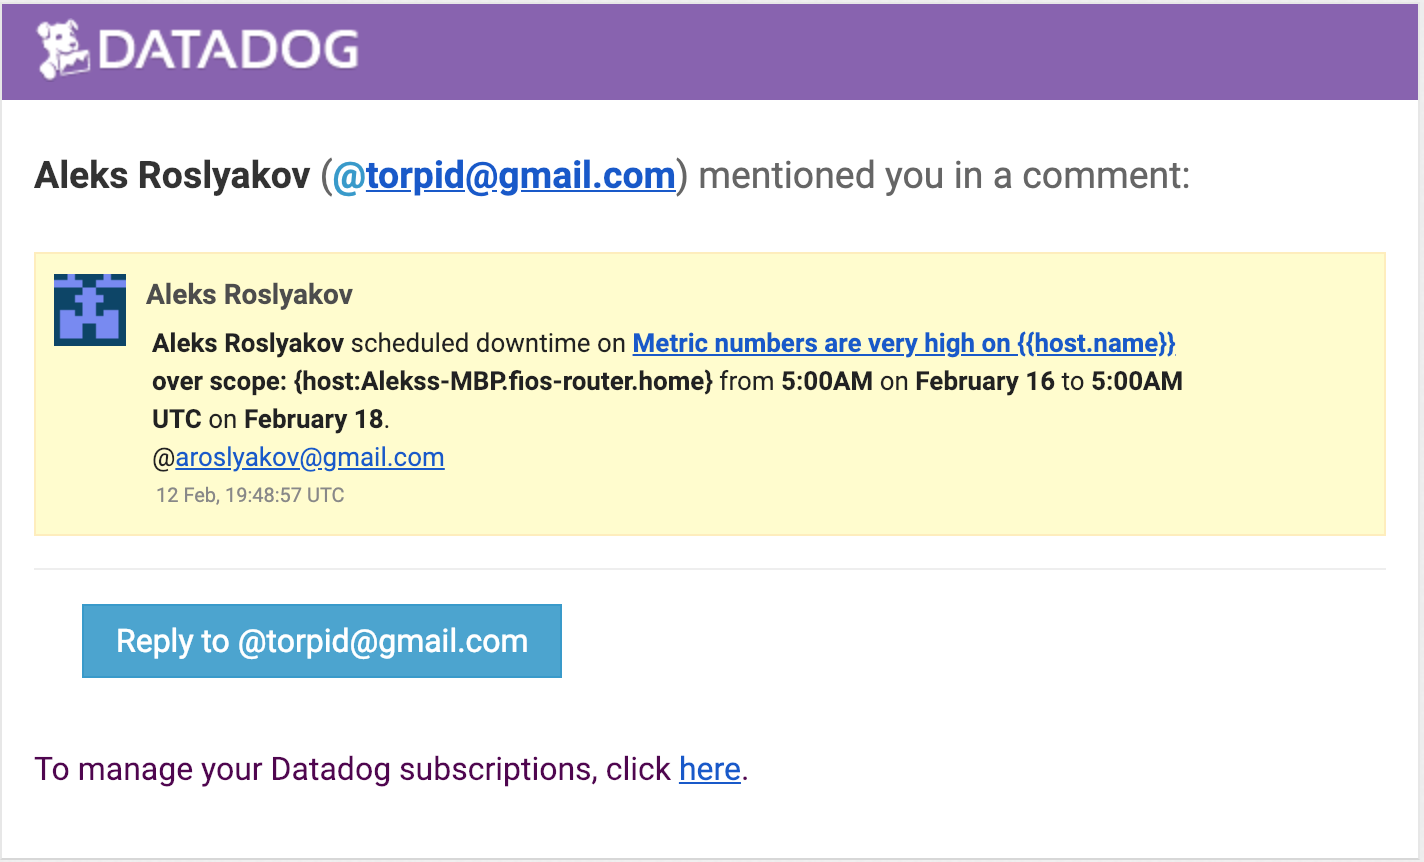 DATADOG
Aleks Roslyakov (@torpid@gmail.com) mentioned you in a comment:
Aleks Roslyakov
Aleks Roslyakov scheduled downtime on Metric numbers are very high on {{host.name}}
over scope: {host:Alekss-MBP.fios-router.home} from 5:00AM on February 16 to 5:00AM
UTC on February 18.
@aroslyakov@gmail.com
12 Feb, 19:48:57 UTC
Reply to @torpid@gmail.com
To manage your Datadog subscriptions, click here.